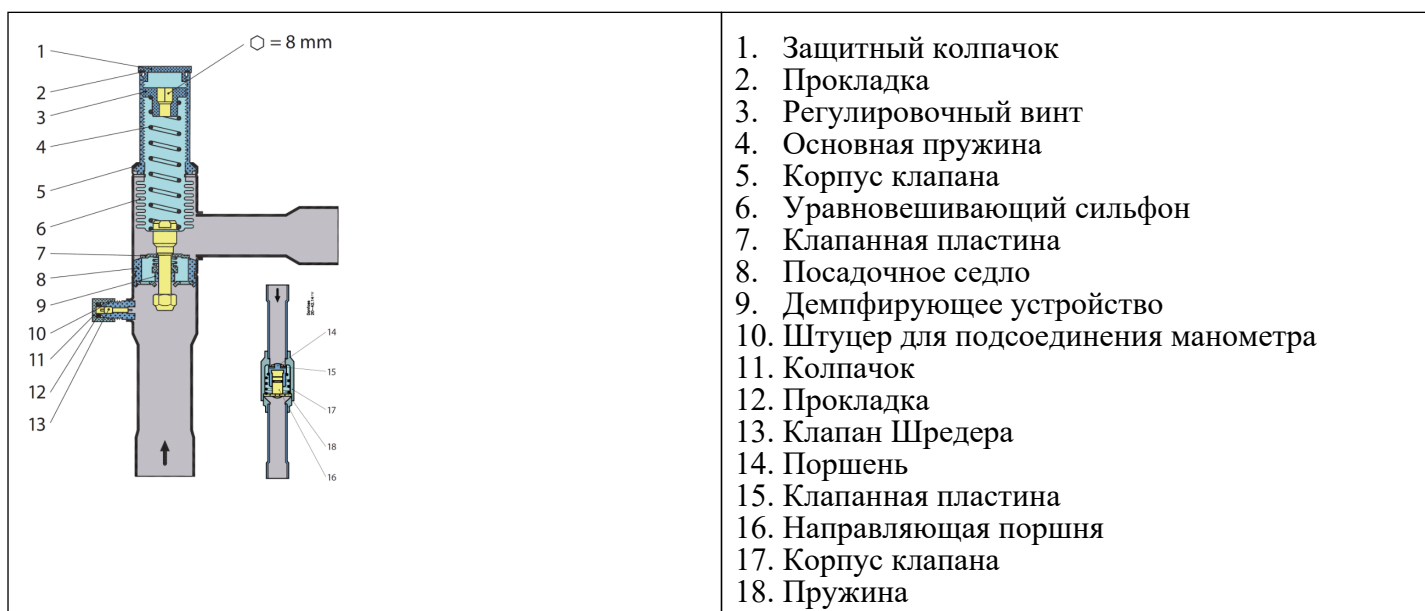 ⬡ = 8 mm
1
2
3
4
5
6
7
8
9
10
11
12
13
14
15
17
18
16
1. Защитный колпачок
2. Прокладка
3. Регулировочный винт
4. Основная пружина
5. Корпус клапана
6. Уравновешивающий сильфон
7. Клапанная пластина
8. Посадочное седло
9. Демпфирующее устройство
10. Штуцер для подсоединения манометра
11. Колпачок
12. Прокладка
13. Клапан Шредера
14. Поршень
15. Клапанная пластина
16. Направляющая поршня
17. Корпус клапана
18. Пружина